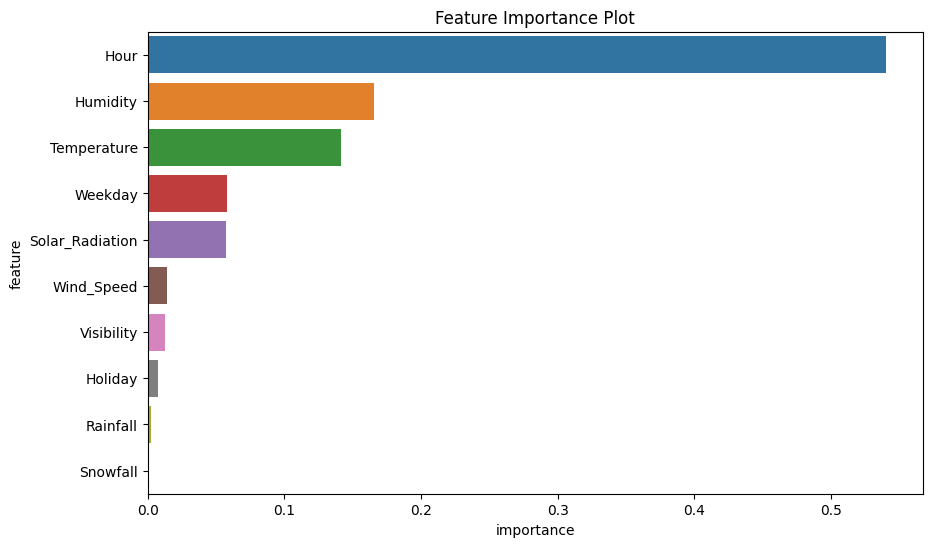 Feature Importance Plot
Hour
Humidity
Temperature
Weekday
Solar_Radiation
Wind_Speed
Visibility
Holiday
Rainfall
Snowfall
feature
0.0 0.1 0.2 0.3 0.4 0.5
importance